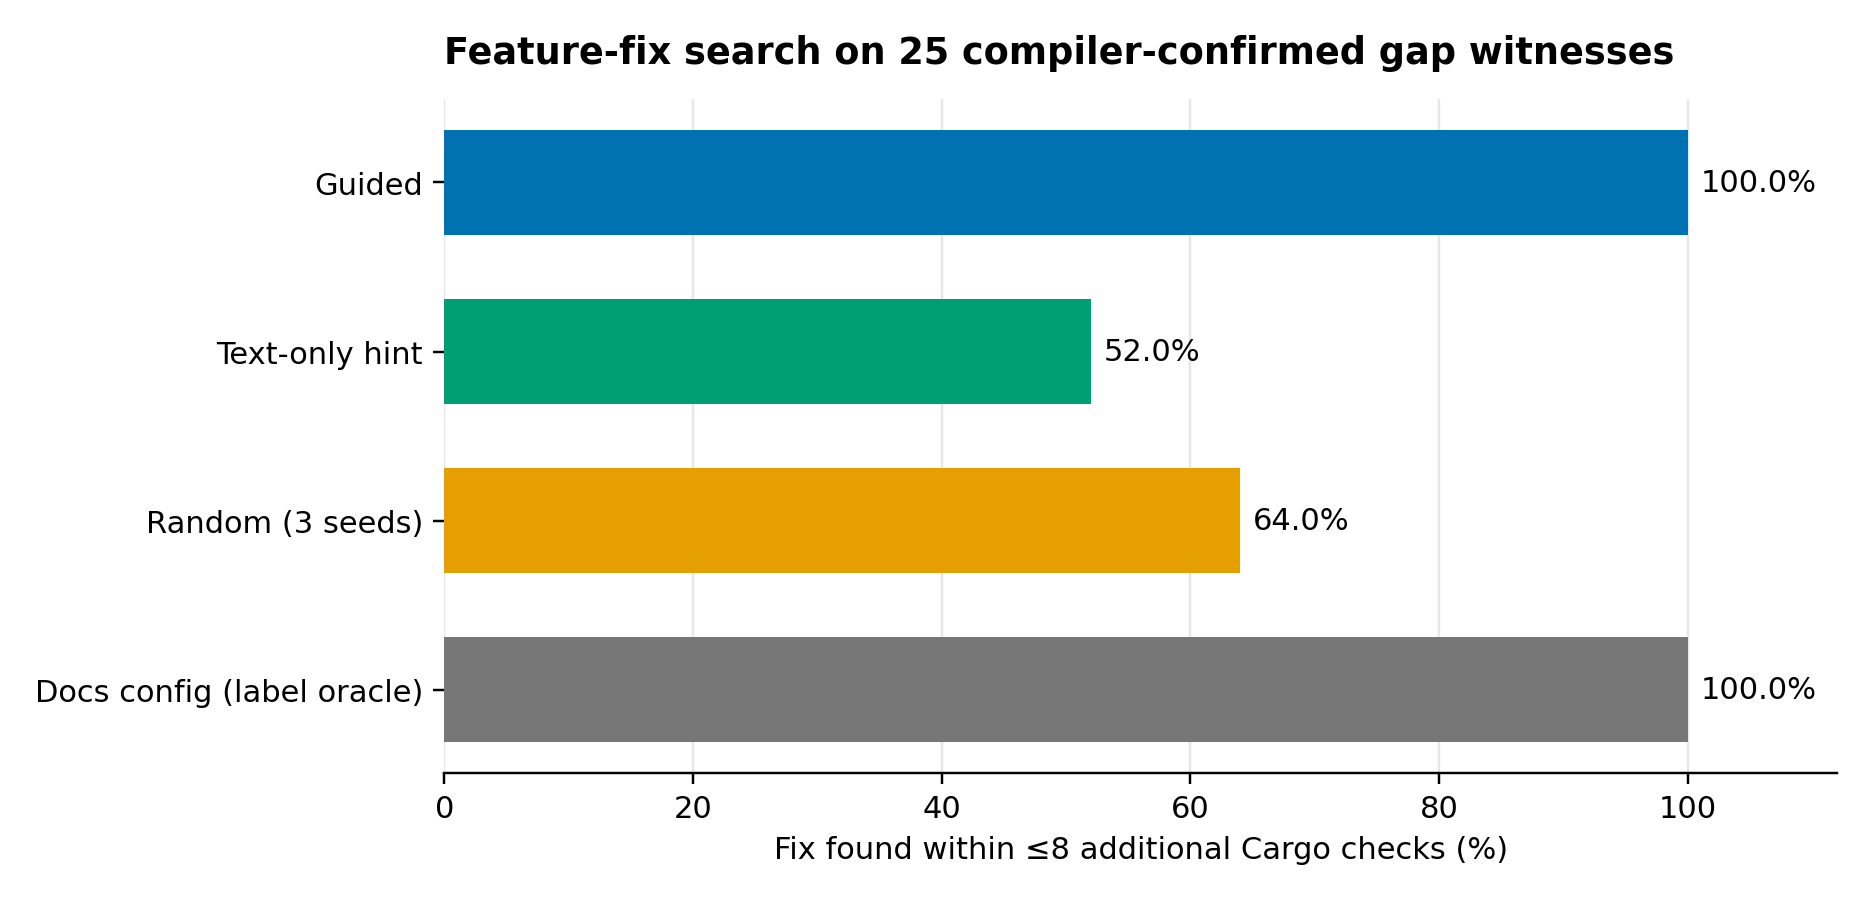 Feature-fix search on 25 compiler-confirmed gap witnesses
Guided
100.0%
Text-only hint
52.0%
Random (3 seeds)
64.0%
Docs config (label oracle)
100.0%
0 20 40 60 80 100
Fix found within ≤8 additional Cargo checks (%)